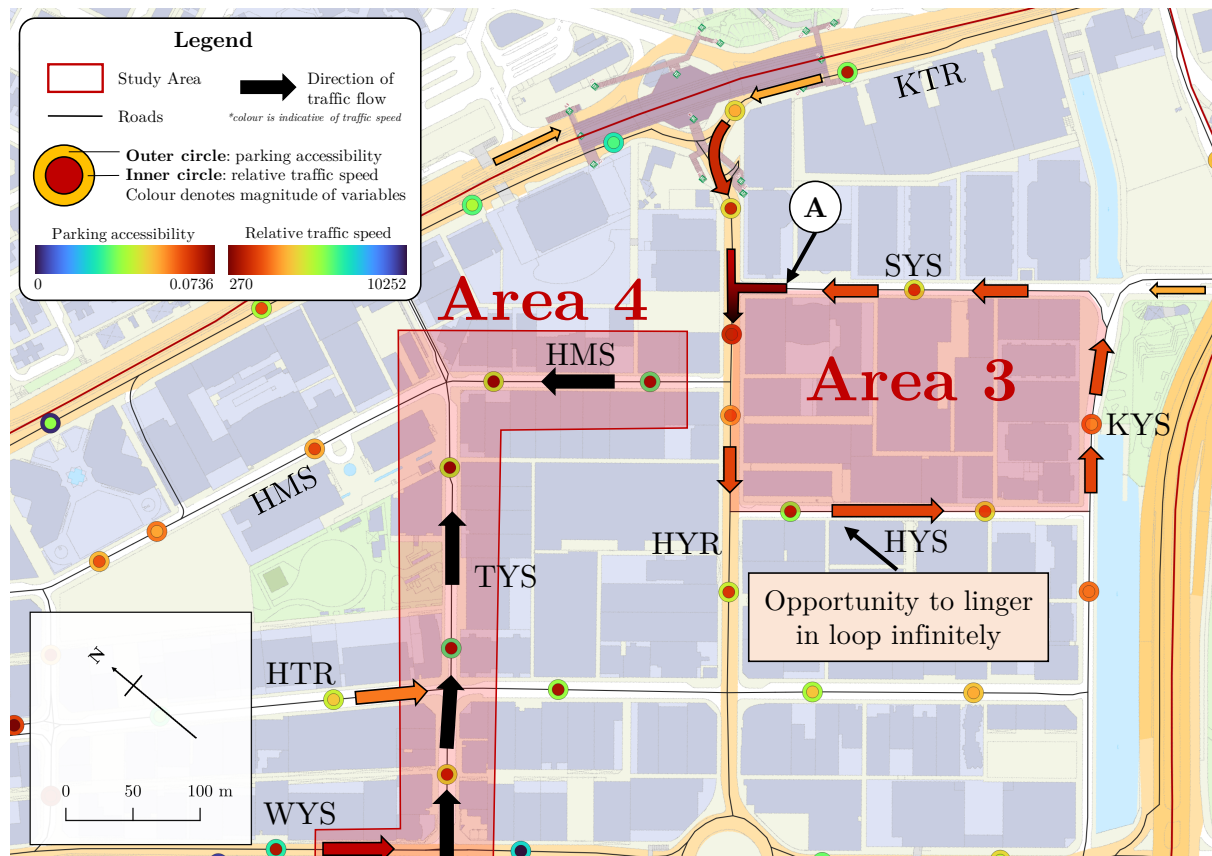 Legend
Study Area
Direction of
traffic flow
Roads
*colour is indicative of traffic speed
Outer circle: parking accessibility
Inner circle: relative traffic speed
Colour denotes magnitude of variables
Parking accessibility
Relative traffic speed
0
0.0736
270
10252
KTR
A
SYS
Area 4
HMS
Area 3
KYS
HMS
HYR
HYS
TYS
Opportunity to linger
in loop infinitely
N
HTR
0
50
100 m
WYS